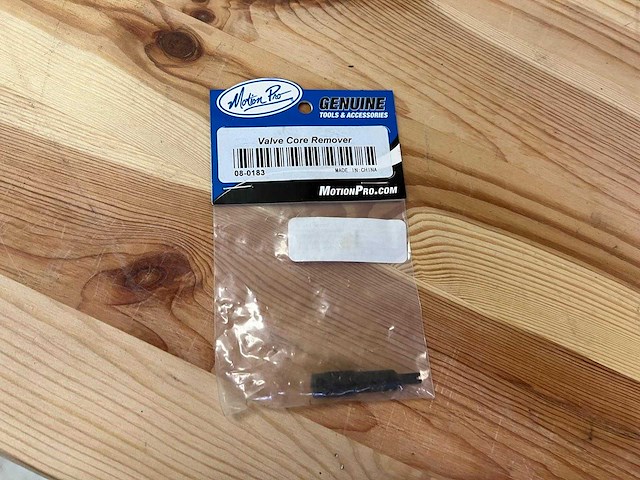 Motion Pro
GENUINE
TOOLS & ACCESSORIES
Valve Core Remover
08-0183
MADE IN CHINA
MOTIONPRO.COM